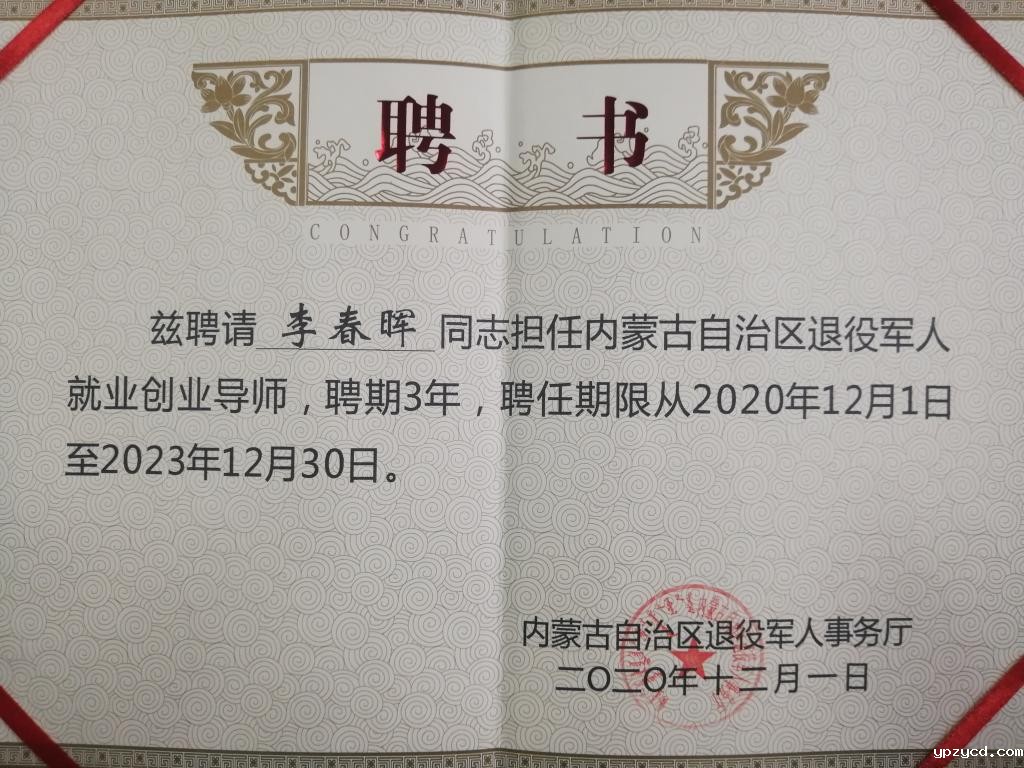 聘书
CONGRATULATION
兹聘请 李春晖 同志担任内蒙古自治区退役军人
就业创业导师，聘期3年，聘任期限从2020年12月1日
至2023年12月30日。
内蒙古自治区退役军人事务厅
二〇二〇年十二月一日
www.ypzycd.com